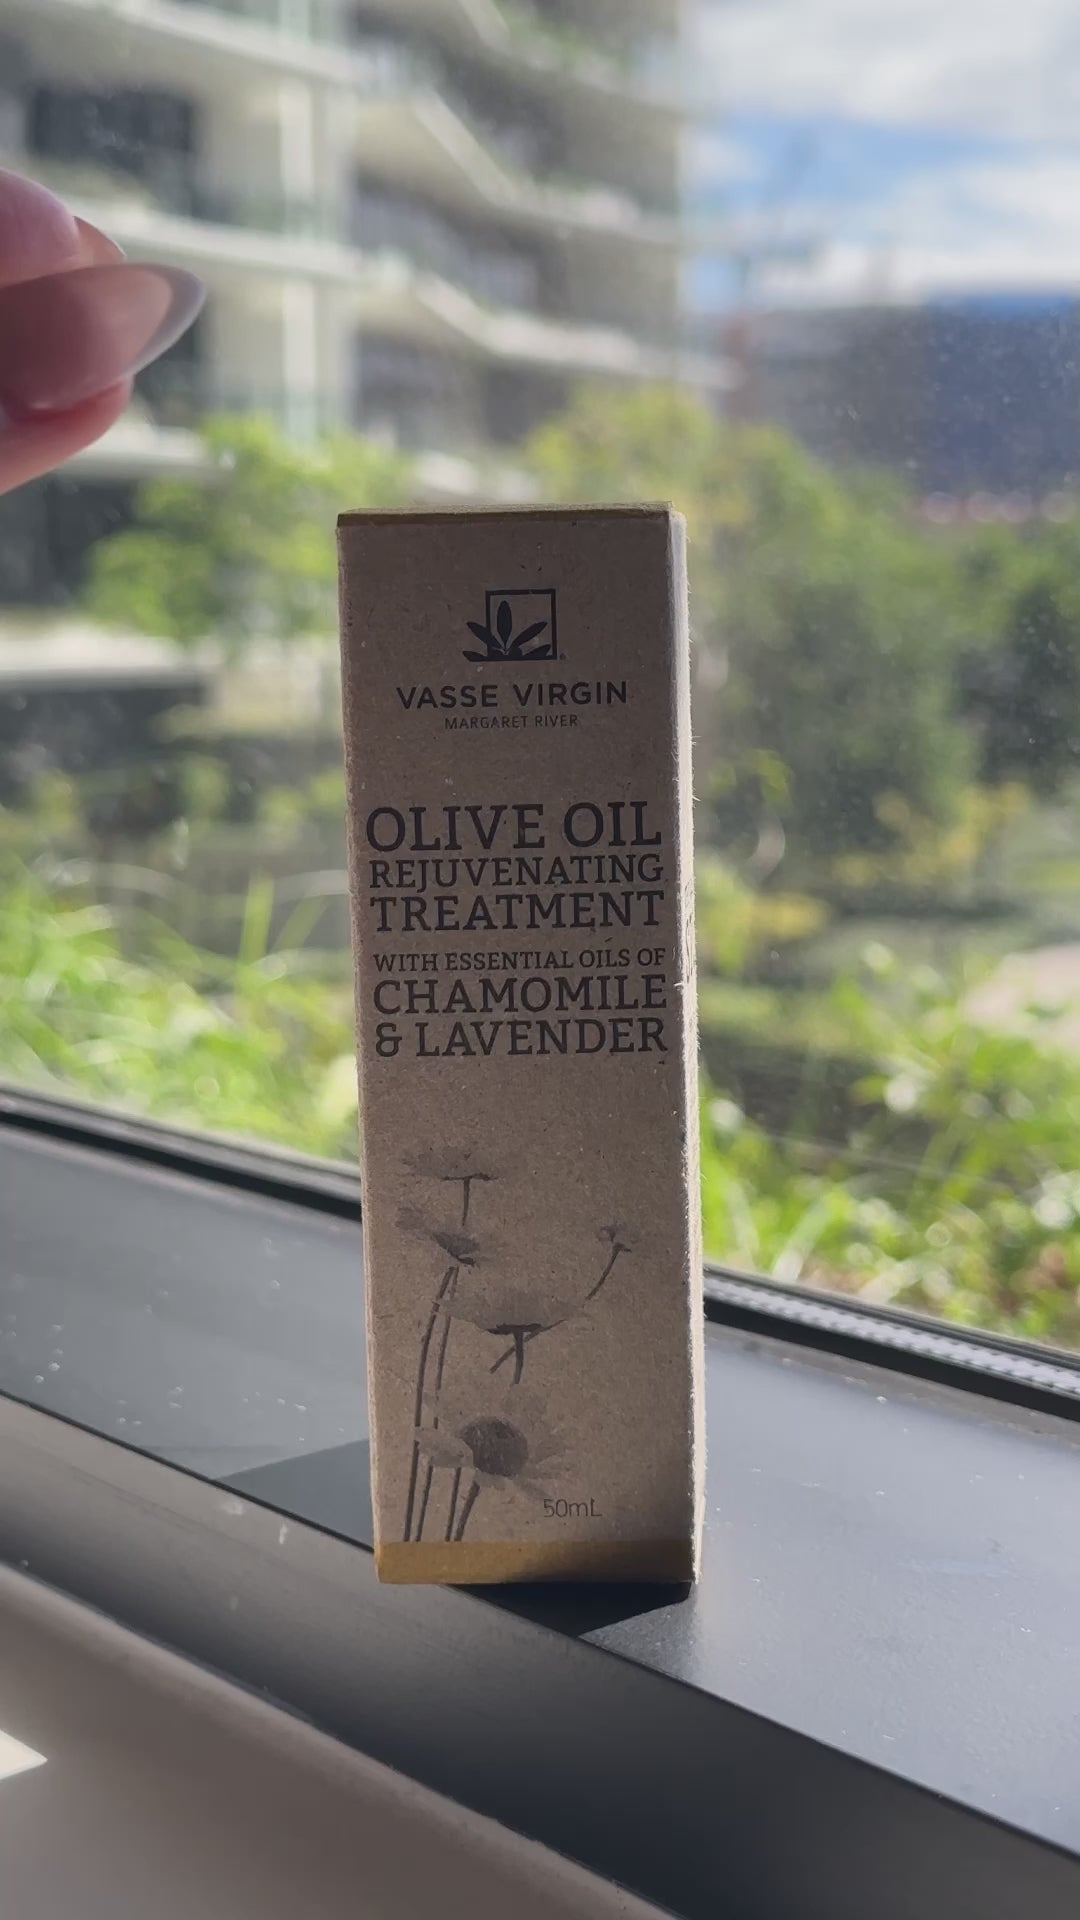 VASSE VIRGIN
MARGARET RIVER
OLIVE OIL
REJUVENATING
TREATMENT
WITH ESSENTIAL OILS OF
CHAMOMILE
& LAVENDER
50mL